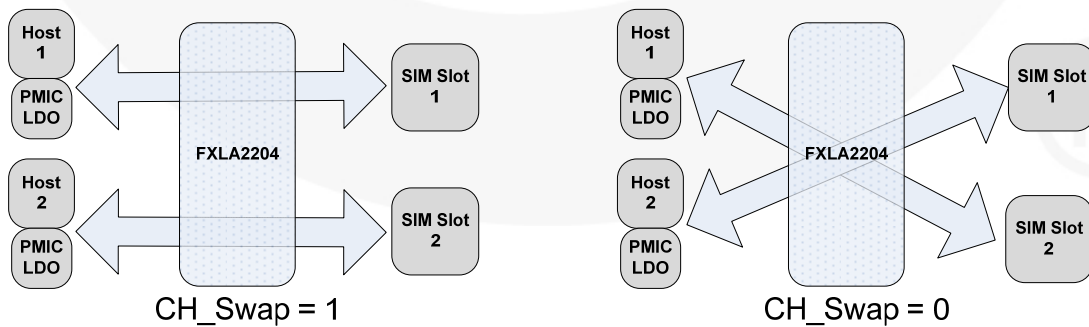 Host
1
PMIC
LDO
Host
2
PMIC
LDO
FXLA2204
SIM Slot
1
SIM Slot
2
CH_Swap = 1
Host
1
PMIC
LDO
Host
2
PMIC
LDO
FXLA2204
SIM Slot
1
SIM Slot
2
CH_Swap = 0